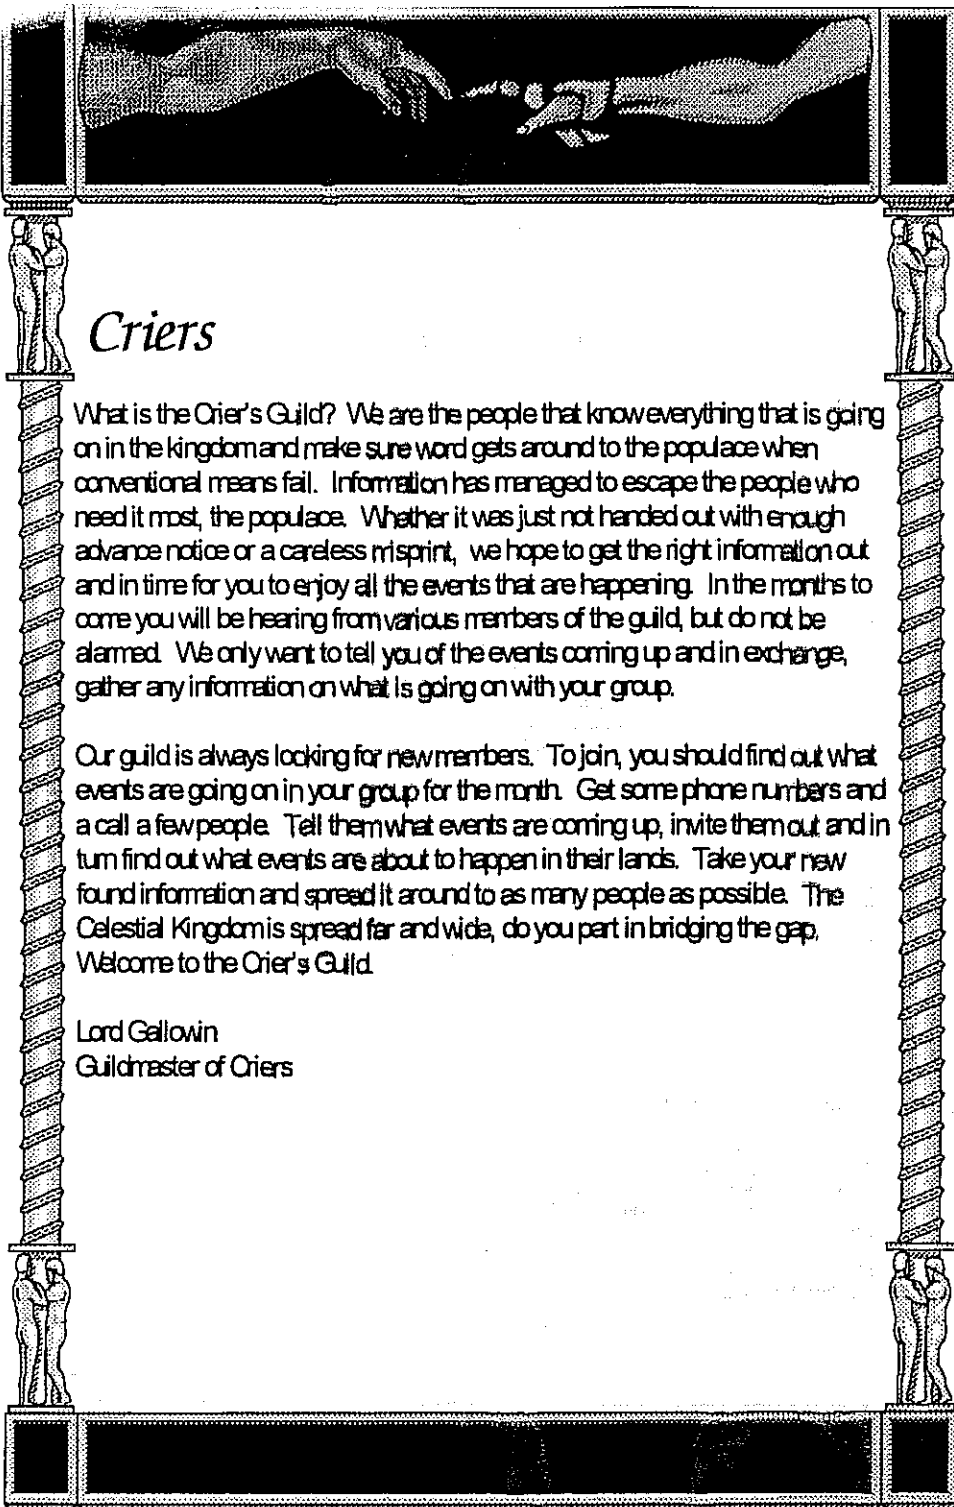 Criers
What is the Crier's Guild?  We are the people that know everything that is going
on in the kingdom and make sure word gets around to the populace when
conventional means fail.  Information has managed to escape the people who
need it most, the populace.  Whether it was just not handed out with enough
advance notice or a careless misprint,  we hope to get the right information out
and in time for you to enjoy all the events that are happening.  In the months to
come you will be hearing from various members of the guild, but do not be
alarmed.  We only want to tell you of the events coming up and in exchange,
gather any information on what is going on with your group.
Our guild is always looking for new members.  To join, you should find out what
events are going on in your group for the month.  Get some phone numbers and
a call a few people.  Tell them what events are coming up, invite them out and in
turn find out what events are about to happen in their lands.  Take your new
found information and spread it around to as many people as possible.  The
Celestial Kingdom is spread far and wide, do you part in bridging the gap,
Welcome to the Crier's Guild.
Lord Gallowin
Guildmaster of Criers